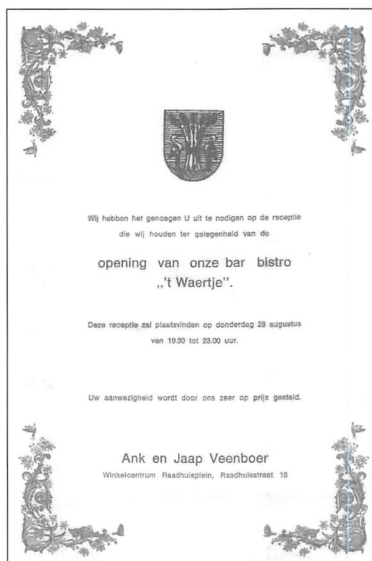 Wij hebben het genoegen U uit te nodigen op de receptie
die wij houden ter gelegenheid van de
opening van onze bar bistro
„'t Waertje”.
Deze receptie zal plaatsvinden op donderdag 28 augustus
van 19.30 tot 23.00 uur.
Uw aanwezigheid wordt door ons zeer op prijs gesteld.
Ank en Jaap Veenboer
Winkelcentrum Raadhuisplein, Raadhuisstraat 18